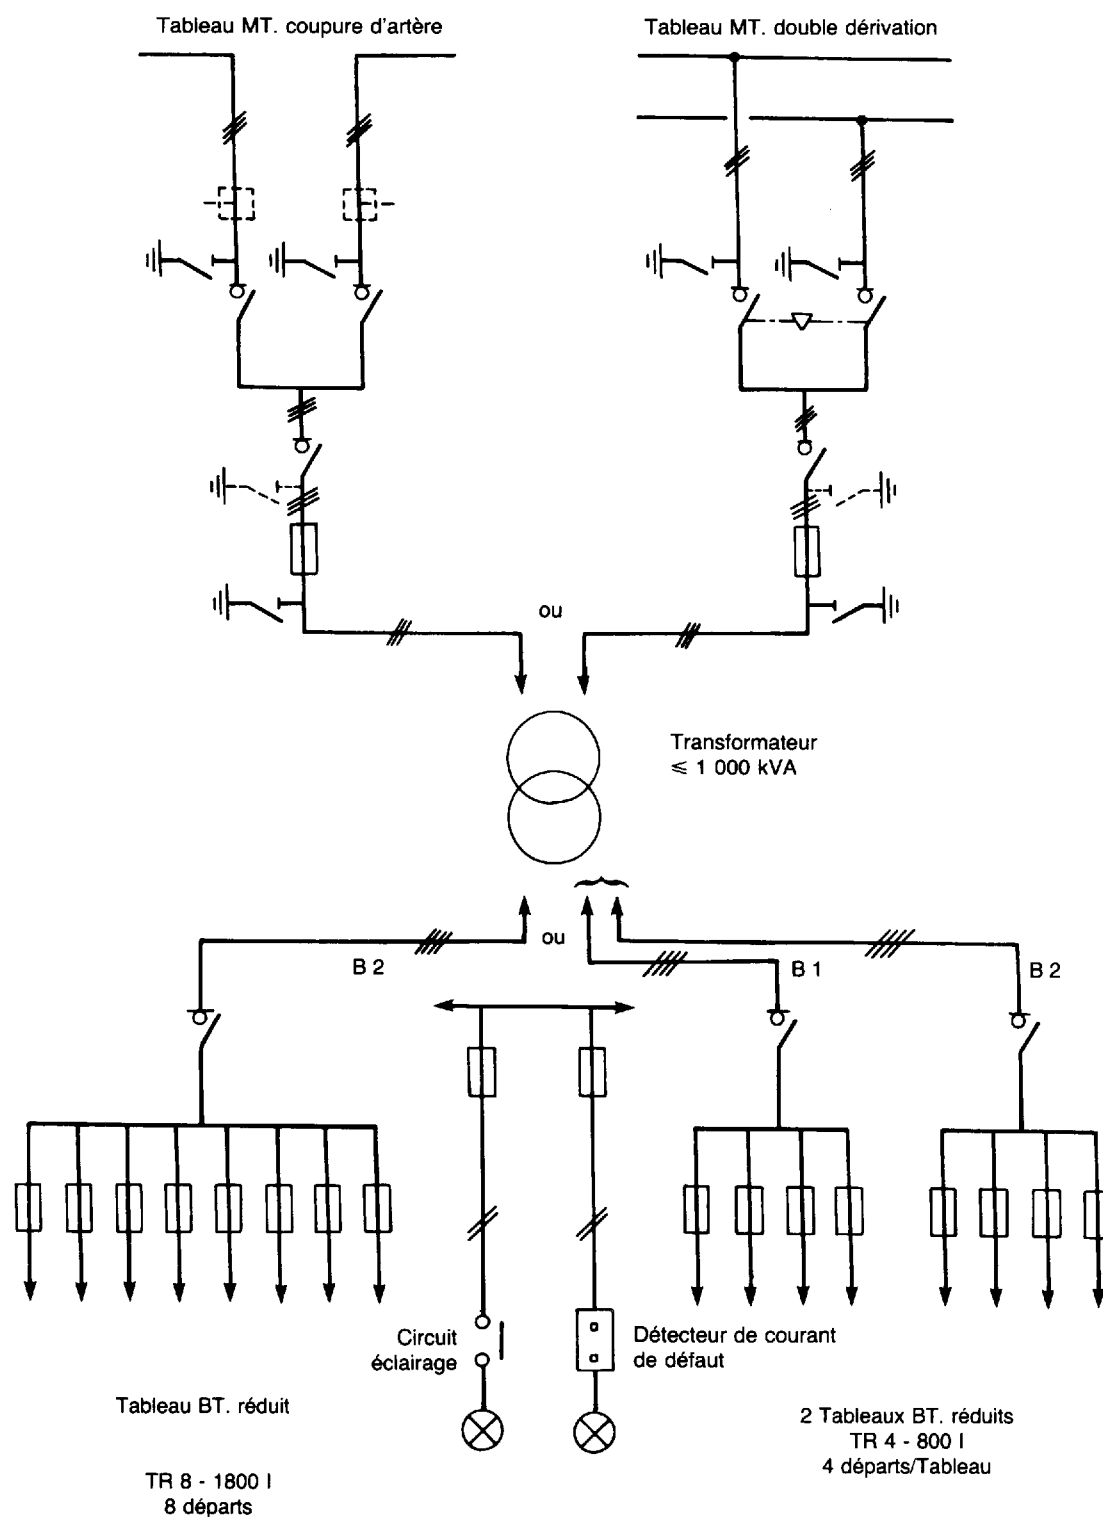 Tableau MT. coupure d'artère
Tableau MT. double dérivation
ou
Transformateur
≤ 1 000 kVA
ou
B 2
B 1
B 2
Circuit
éclairage
Détecteur de courant
de défaut
Tableau BT. réduit
TR 8 - 1800 I
8 départs
2 Tableaux BT. réduits
TR 4 - 800 I
4 départs/Tableau